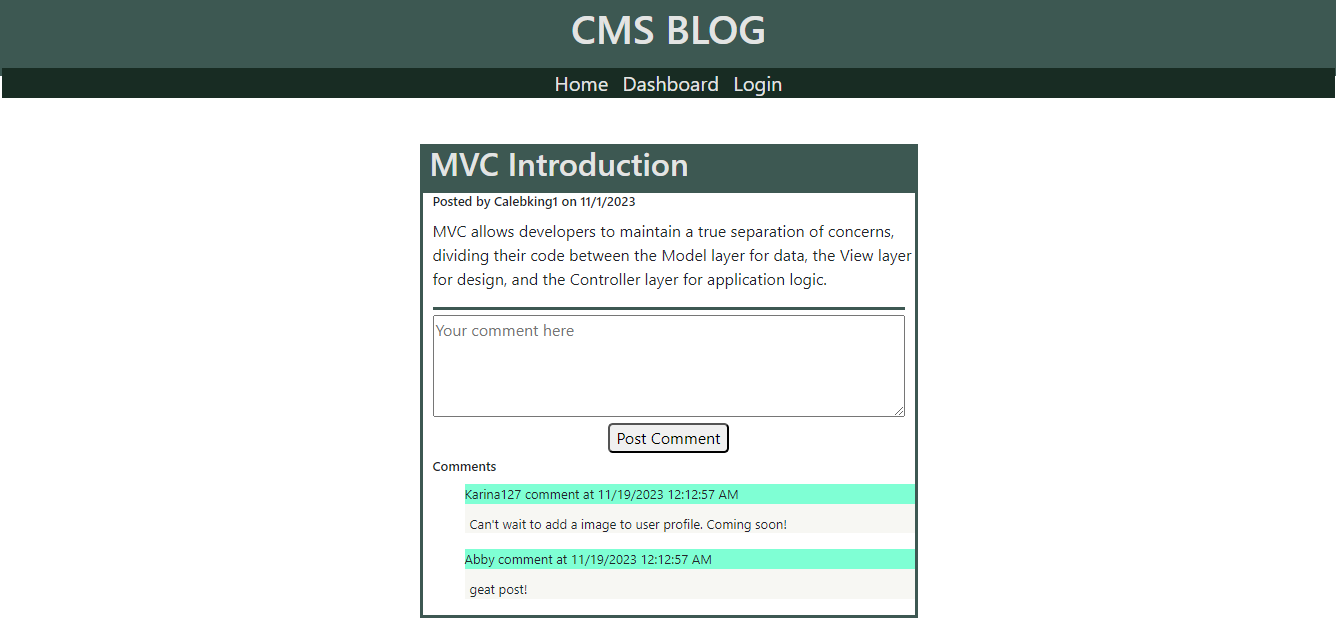 CMS BLOG
Home Dashboard Login
MVC Introduction
Posted by Calebking1 on 11/1/2023
MVC allows developers to maintain a true separation of concerns,
dividing their code between the Model layer for data, the View layer
for design, and the Controller layer for application logic.
Your comment here
Post Comment
Comments
Karina127 comment at 11/19/2023 12:12:57 AM
Can't wait to add a image to user profile. Coming soon!
Abby comment at 11/19/2023 12:12:57 AM
geat post!